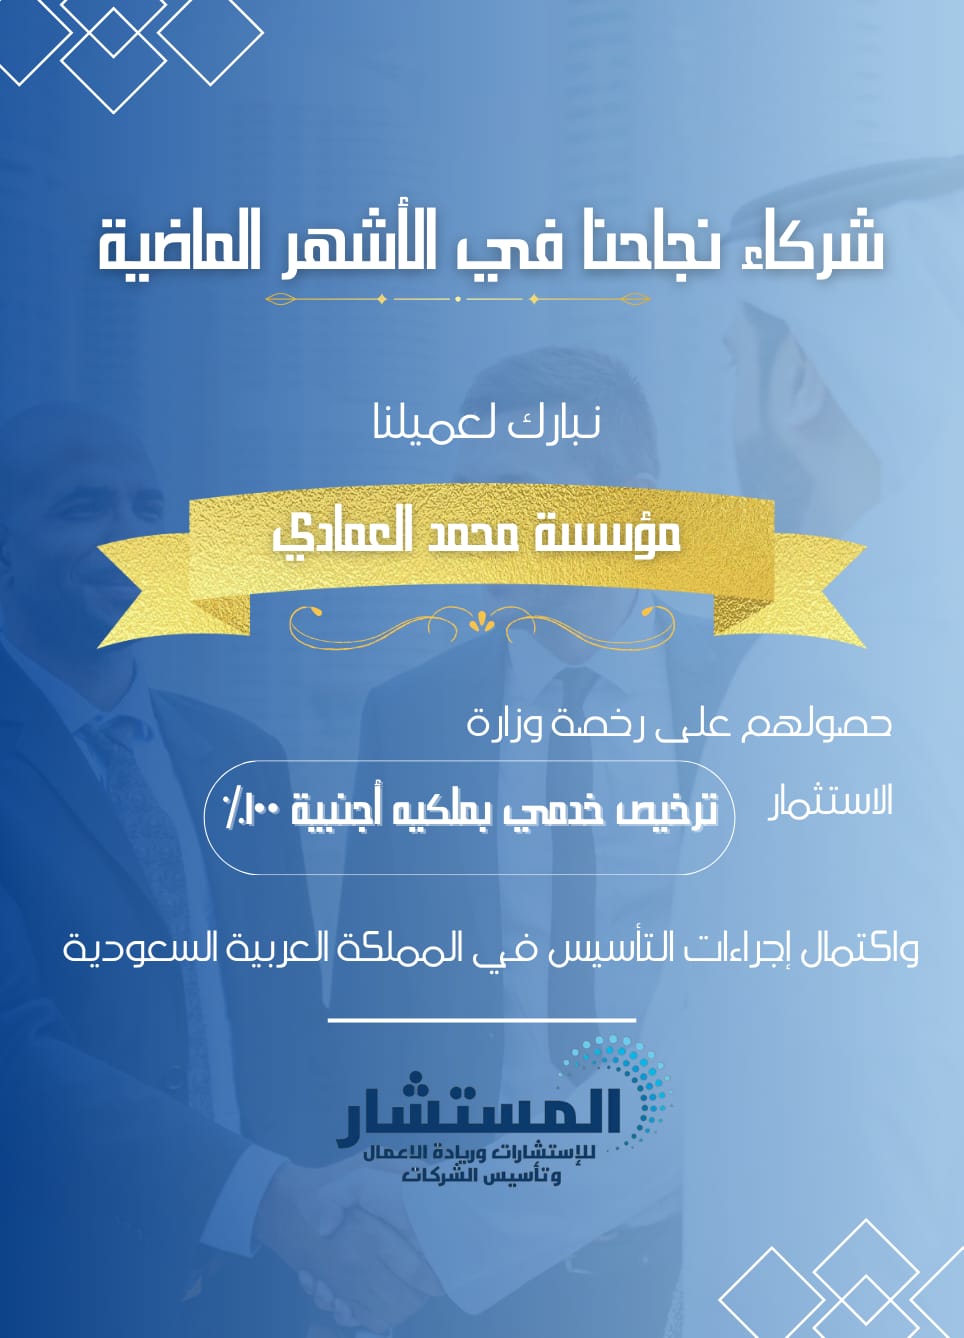 شركاء نجاحنا في الأشهر الماضية
نبارك لعميلنا
مؤسسة محمد العمادي
حصولهم على رخصة وزارة
الاستثمار
ترخيص خدمي بملكيه أجنبية ١٠٠٪
واكتمال إجراءات التأسيس في المملكة العربية السعودية
المستشار
للإستشارات وريادة الاعمال
وتأسيس الشركات